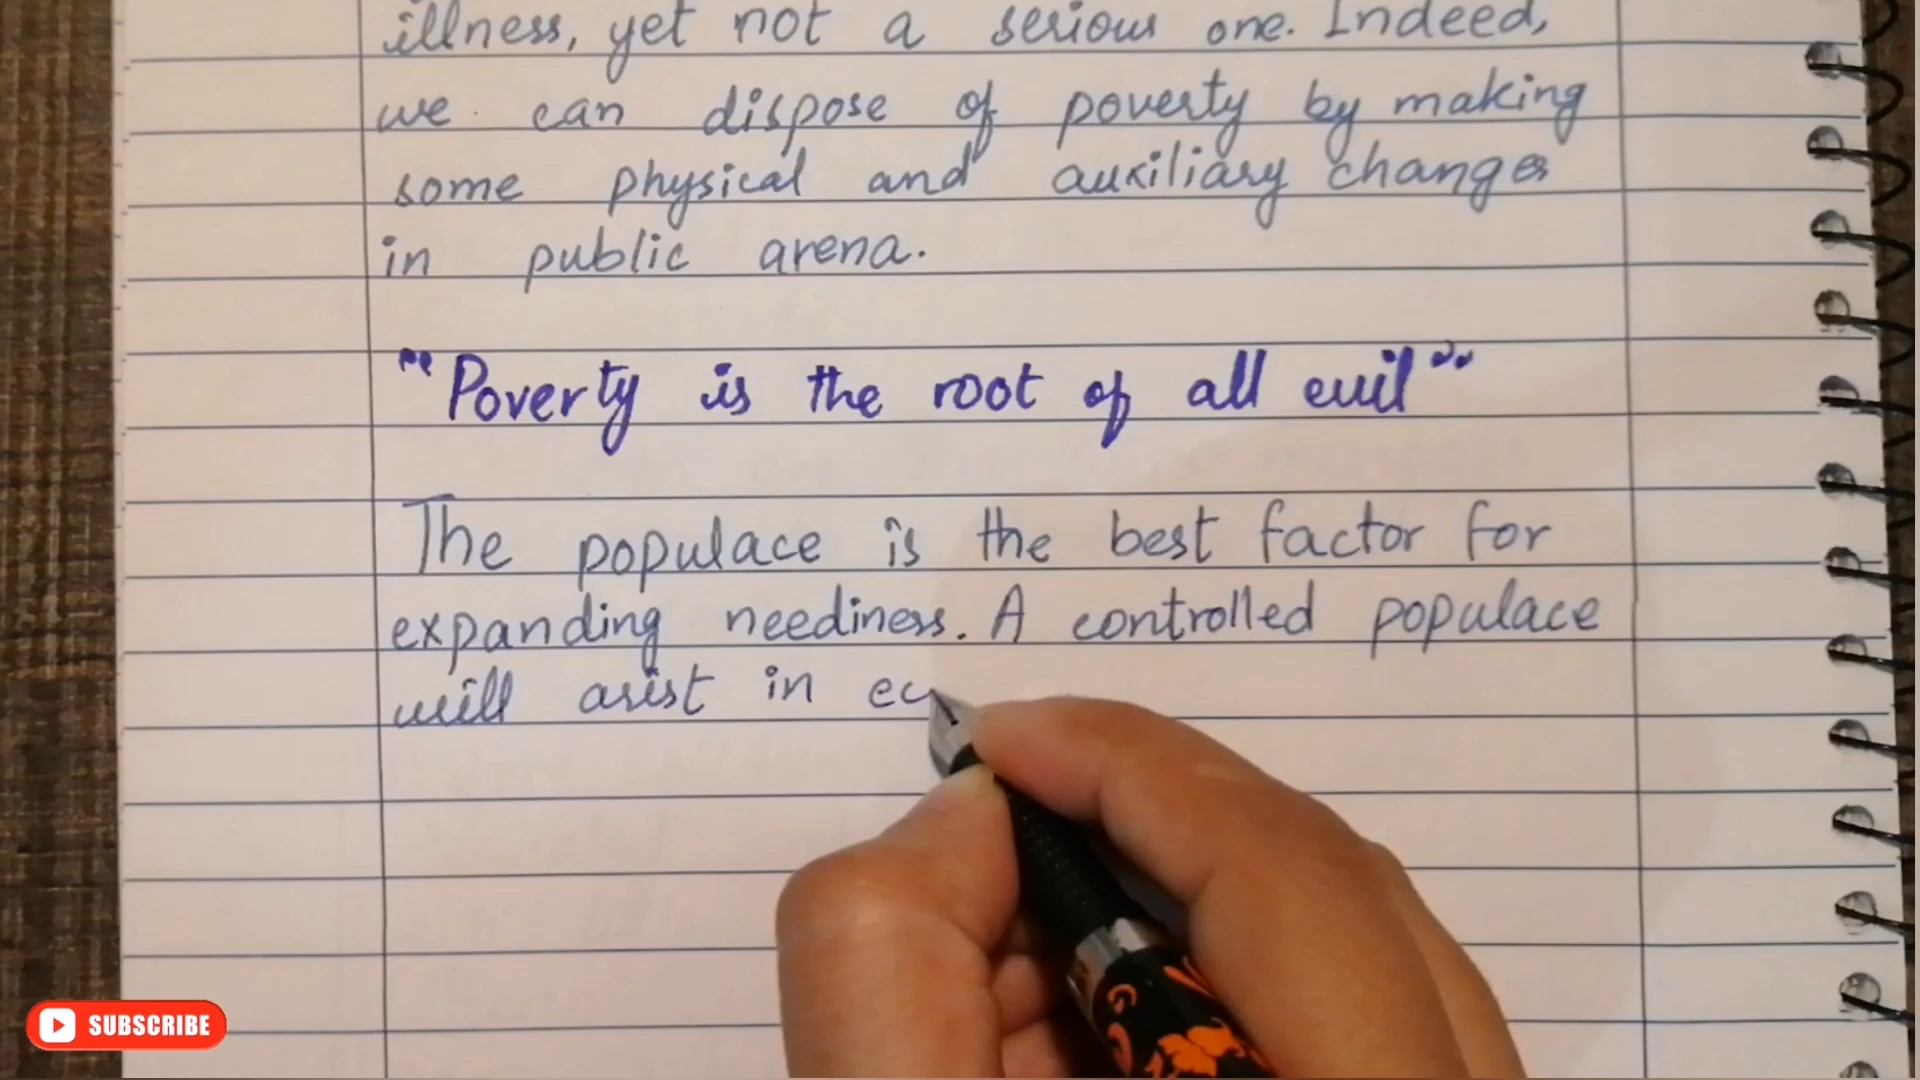 illness, yet not a serious one. Indeed,
we can dispose of poverty by making
some physical and auxiliary changes
in public arena.
"Poverty is the root of all evil"
The populace is the best factor for
expanding neediness. A controlled populace
will assist in
SUBSCRIBE